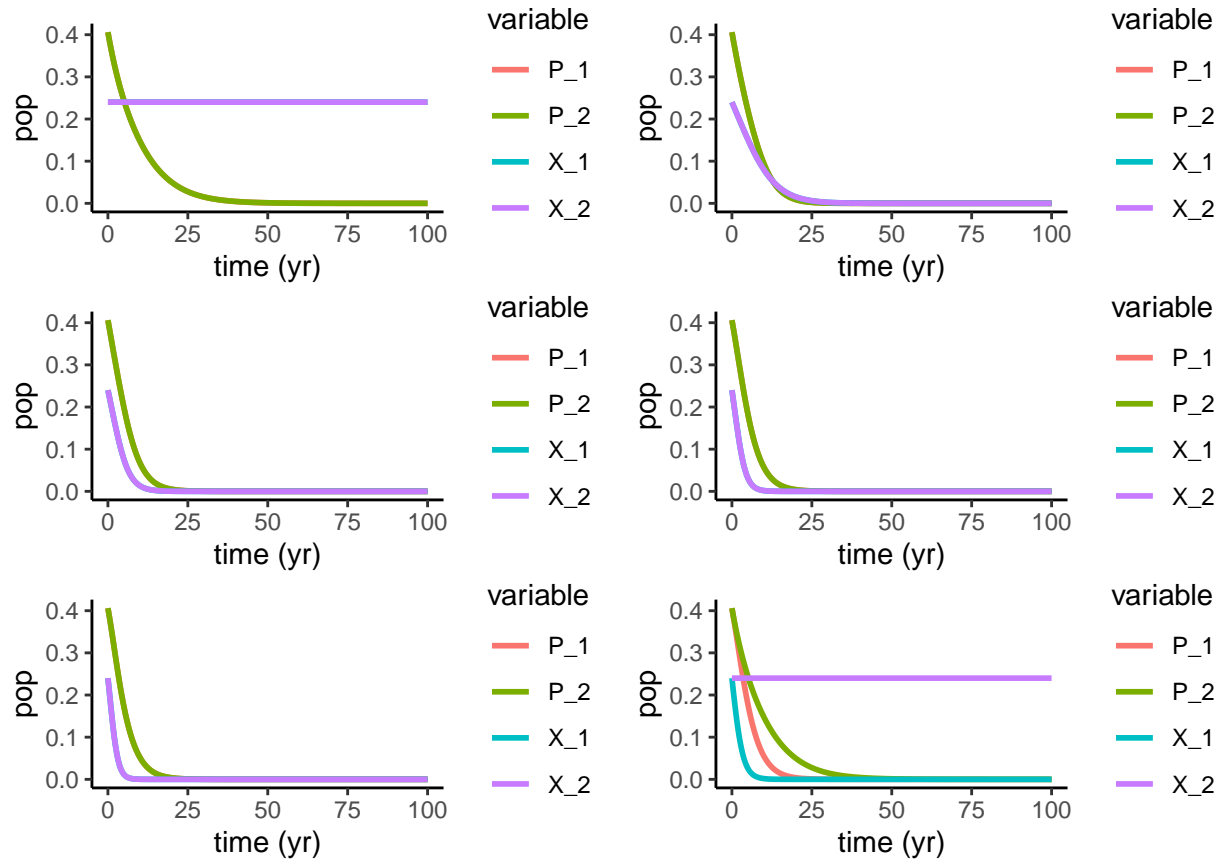 variable
P_1
P_2
X_1
X_2
pop
0.4
0.3
0.2
0.1
0.0
0 25 50 75 100
time (yr)
variable
P_1
P_2
X_1
X_2
pop
0.4
0.3
0.2
0.1
0.0
0 25 50 75 100
time (yr)
variable
P_1
P_2
X_1
X_2
pop
0.4
0.3
0.2
0.1
0.0
0 25 50 75 100
time (yr)
variable
P_1
P_2
X_1
X_2
pop
0.4
0.3
0.2
0.1
0.0
0 25 50 75 100
time (yr)
variable
P_1
P_2
X_1
X_2
pop
0.4
0.3
0.2
0.1
0.0
0 25 50 75 100
time (yr)
variable
P_1
P_2
X_1
X_2
pop
0.4
0.3
0.2
0.1
0.0
0 25 50 75 100
time (yr)